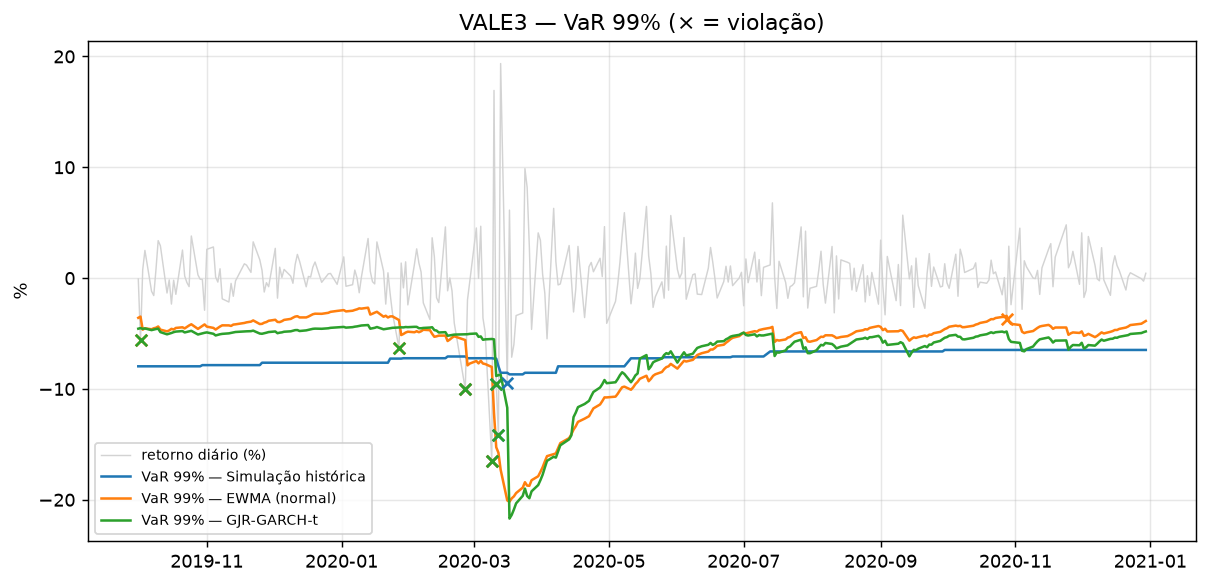 VALE3 — VaR 99% (× = violação)
%
20
10
0
−10
−20
retorno diário (%)
VaR 99% — Simulação histórica
VaR 99% — EWMA (normal)
VaR 99% — GJR-GARCH-t
2019-11
2020-01
2020-03
2020-05
2020-07
2020-09
2020-11
2021-01